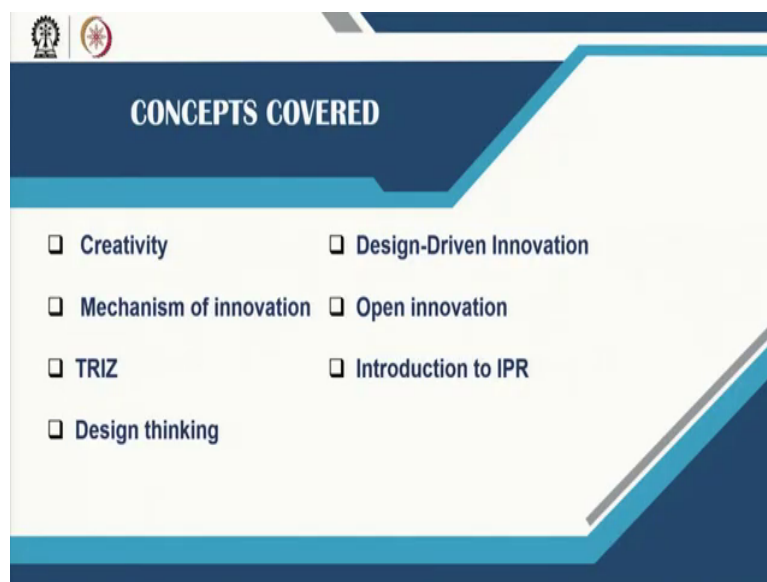 CONCEPTS COVERED
Creativity
Mechanism of innovation
TRIZ
Design thinking
Design-Driven Innovation
Open innovation
Introduction to IPR